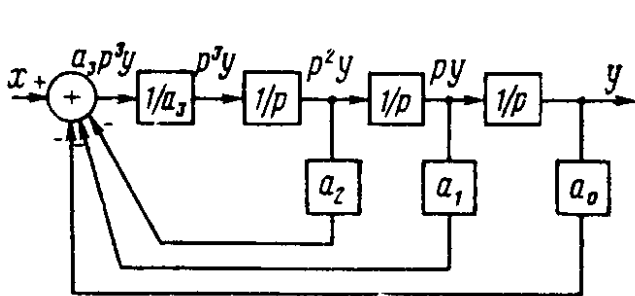 x + a₃p³y p³y p²y py y
+ 1/a₃ 1/p 1/p 1/p
- - -
a₂ a₁ a₀